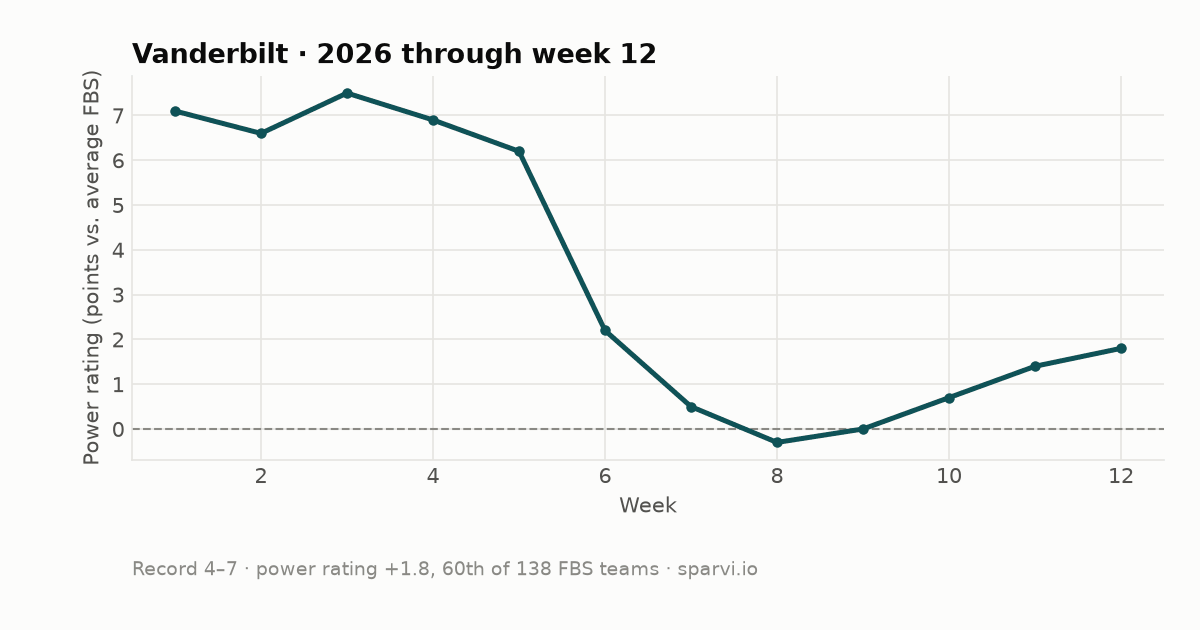 Vanderbilt · 2026 through week 12
Power rating (points vs. average FBS)
7
6
5
4
3
2
1
0
2 4 6 8 10 12
Week
Record 4–7 · power rating +1.8, 60th of 138 FBS teams · sparvi.io